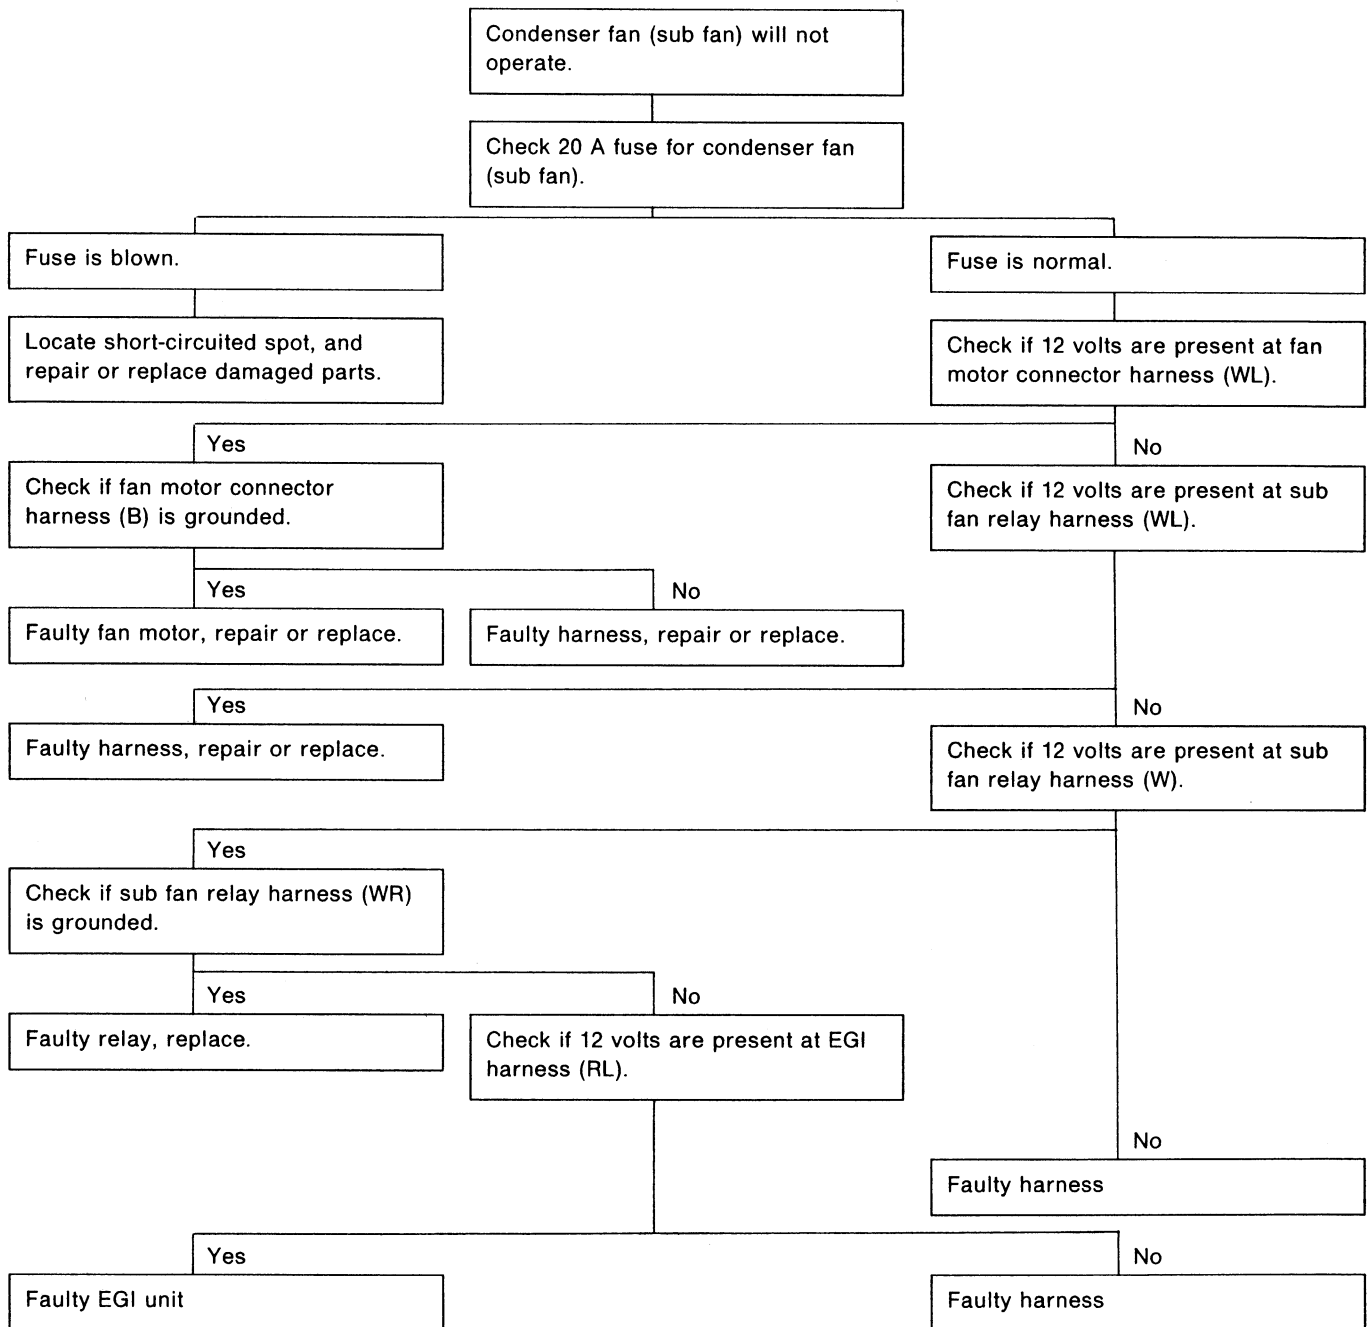 Condenser fan (sub fan) will not
operate.
Check 20 A fuse for condenser fan
(sub fan).
Fuse is blown.
Fuse is normal.
Locate short-circuited spot, and
repair or replace damaged parts.
Check if 12 volts are present at fan
motor connector harness (WL).
Yes
No
Check if fan motor connector
harness (B) is grounded.
Check if 12 volts are present at sub
fan relay harness (WL).
Yes
No
Faulty fan motor, repair or replace.
Faulty harness, repair or replace.
Yes
No
Faulty harness, repair or replace.
Check if 12 volts are present at sub
fan relay harness (W).
Yes
Check if sub fan relay harness (WR)
is grounded.
Yes
No
Faulty relay, replace.
Check if 12 volts are present at EGI
harness (RL).
No
Faulty harness
Yes
No
Faulty EGI unit
Faulty harness